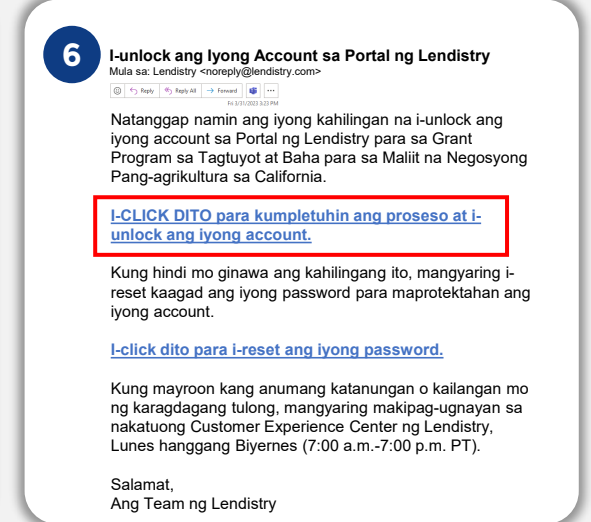 6
I-unlock ang Iyong Account sa Portal ng Lendistry
Mula sa: Lendistry <noreply@lendistry.com>
Reply Reply All Forward
Fri 3/31/2023 3:23 PM
Natanggap namin ang iyong kahilingan na i-unlock ang
iyong account sa Portal ng Lendistry para sa Grant
Program sa Tagtuyot at Baha para sa Maliit na Negosyong
Pang-agrikultura sa California.
I-CLICK DITO para kumpletuhin ang proseso at i-
unlock ang iyong account.
Kung hindi mo ginawa ang kahilingang ito, mangyaring i-
reset kaagad ang iyong password para maprotektahan ang
iyong account.
I-click dito para i-reset ang iyong password.
Kung mayroon kang anumang katanungan o kailangan mo
ng karagdagang tulong, mangyaring makipag-ugnayan sa
nakatuong Customer Experience Center ng Lendistry,
Lunes hanggang Biyernes (7:00 a.m.-7:00 p.m. PT).
Salamat,
Ang Team ng Lendistry